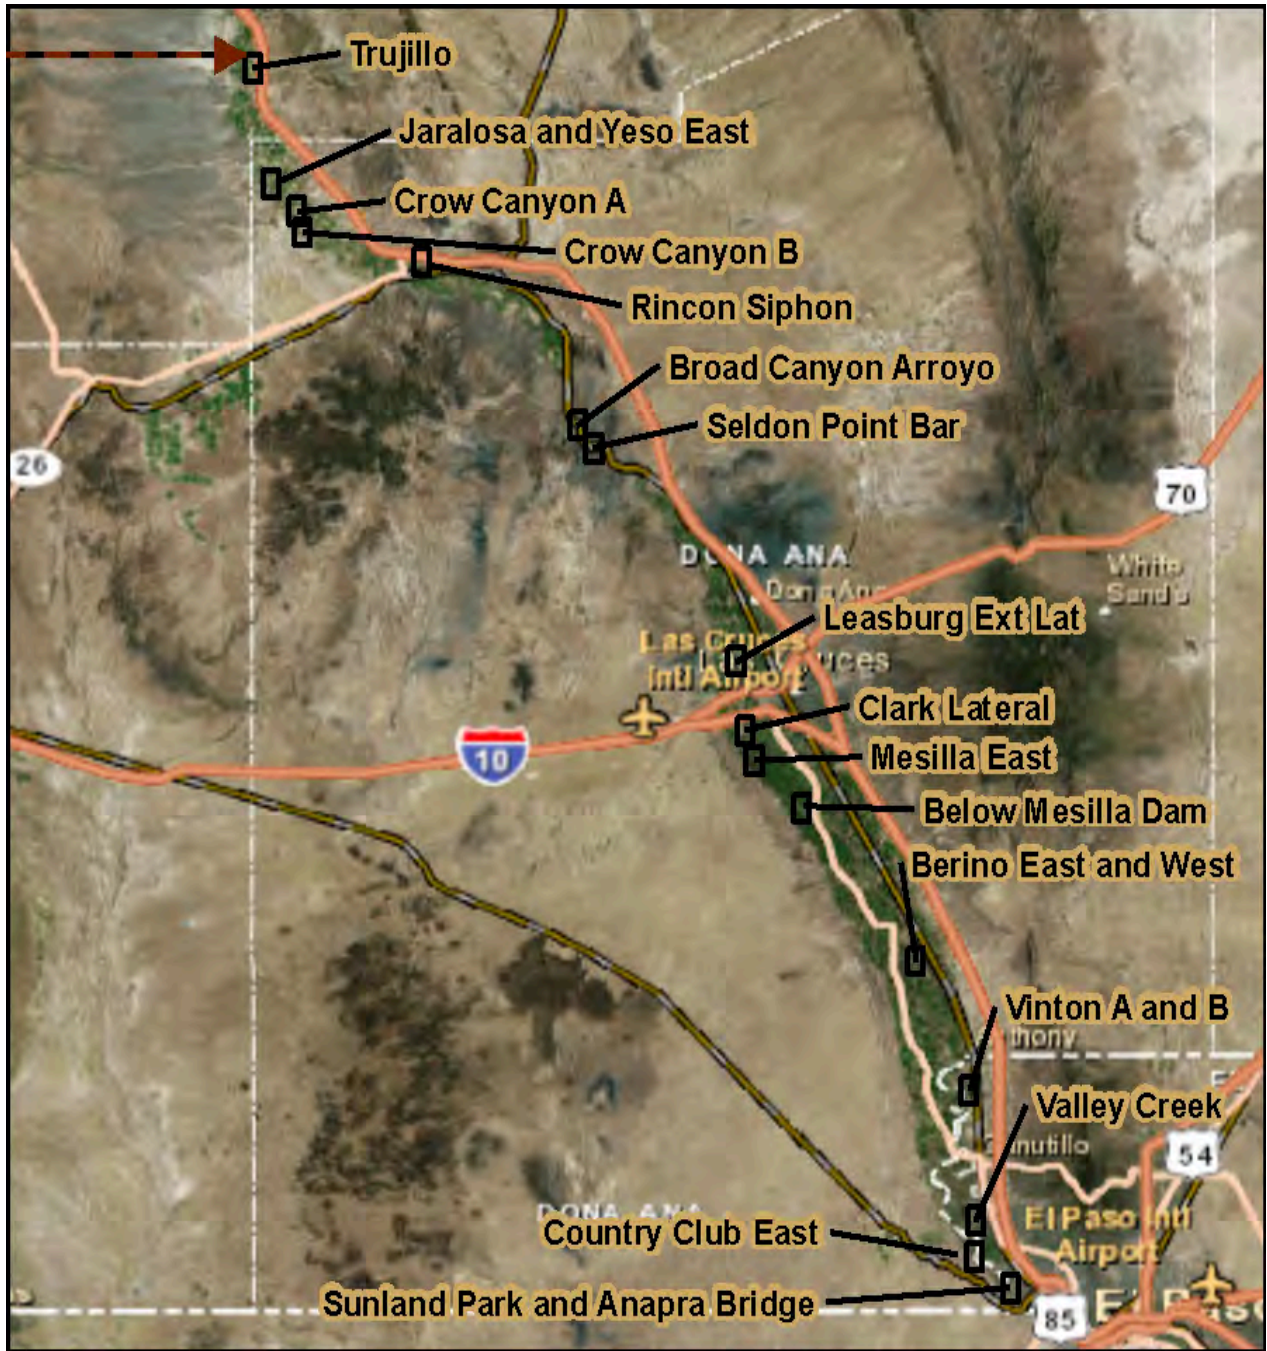 Trujillo
Jaralosa and Yeso East
Crow Canyon A
Crow Canyon B
Rincon Siphon
Broad Canyon Arroyo
Seldon Point Bar
26
70
DONA ANA
White
Sands
Leasburg Ext Lat
Las Cruces
Intl Airport
Clark Lateral
10
Mesilla East
Below Mesilla Dam
Berino East and West
Vinton A and B
Valley Creek
54
DONA ANA
El Paso Intl
Airport
Country Club East
Sunland Park and Anapra Bridge
85